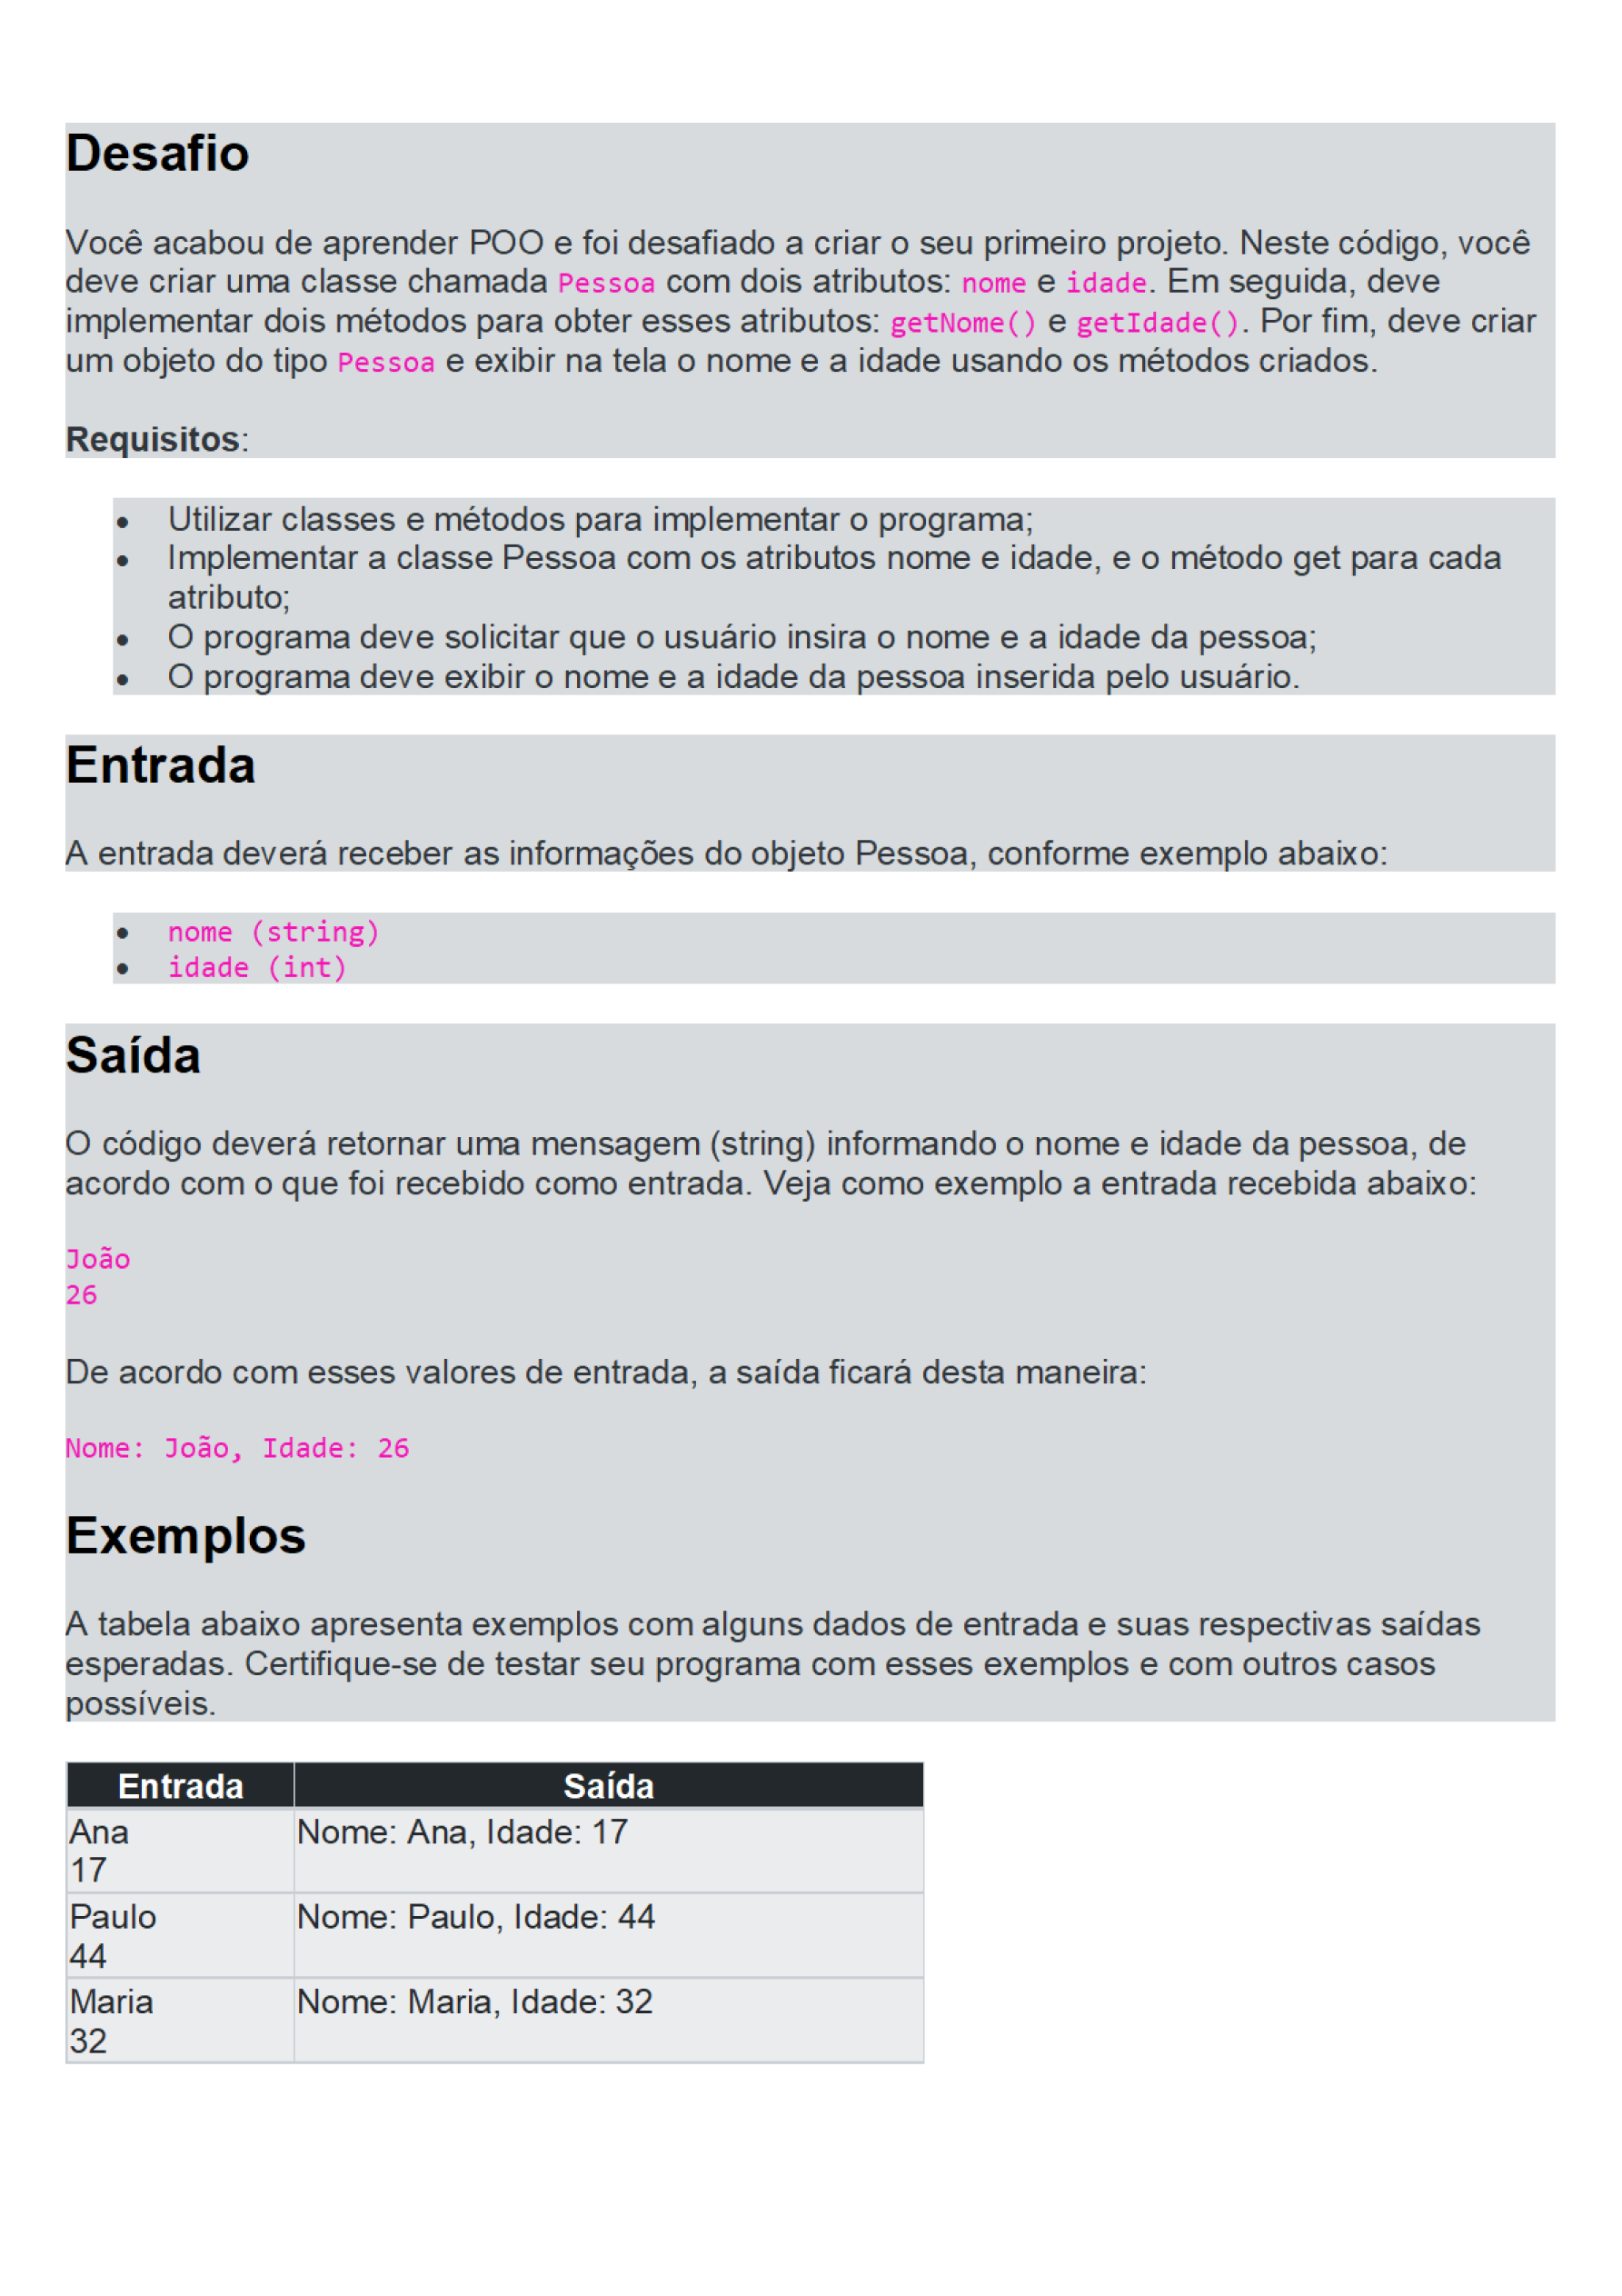 Desafio
Você acabou de aprender POO e foi desafiado a criar o seu primeiro projeto. Neste código, você
deve criar uma classe chamada Pessoa com dois atributos: nome e idade. Em seguida, deve
implementar dois métodos para obter esses atributos: getNome() e getIdade(). Por fim, deve criar
um objeto do tipo Pessoa e exibir na tela o nome e a idade usando os métodos criados.
Requisitos:
• Utilizar classes e métodos para implementar o programa;
• Implementar a classe Pessoa com os atributos nome e idade, e o método get para cada
atributo;
• O programa deve solicitar que o usuário insira o nome e a idade da pessoa;
• O programa deve exibir o nome e a idade da pessoa inserida pelo usuário.
Entrada
A entrada deverá receber as informações do objeto Pessoa, conforme exemplo abaixo:
• nome (string)
• idade (int)
Saída
O código deverá retornar uma mensagem (string) informando o nome e idade da pessoa, de
acordo com o que foi recebido como entrada. Veja como exemplo a entrada recebida abaixo:
João
26
De acordo com esses valores de entrada, a saída ficará desta maneira:
Nome: João, Idade: 26
Exemplos
A tabela abaixo apresenta exemplos com alguns dados de entrada e suas respectivas saídas
esperadas. Certifique-se de testar seu programa com esses exemplos e com outros casos
possíveis.
Entrada Saída
Ana Nome: Ana, Idade: 17
17
Paulo Nome: Paulo, Idade: 44
44
Maria Nome: Maria, Idade: 32
32